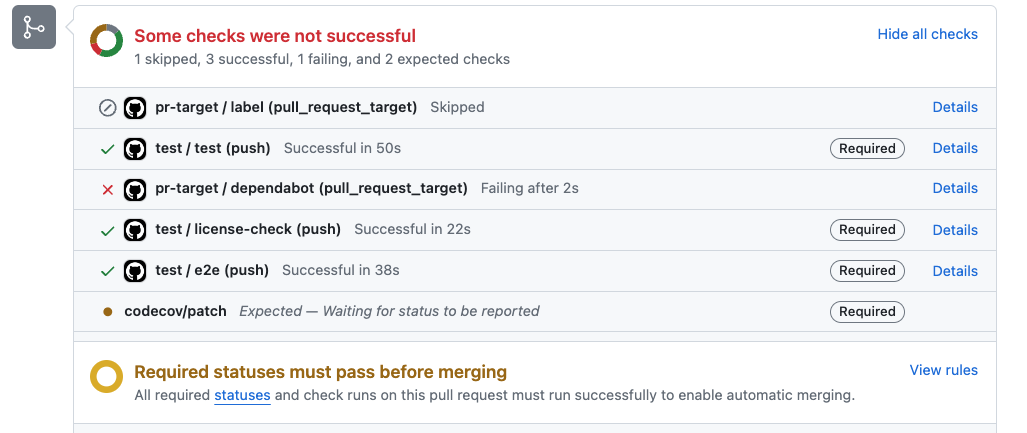 Some checks were not successful
Hide all checks
1 skipped, 3 successful, 1 failing, and 2 expected checks
pr-target / label (pull_request_target) Skipped Details
test / test (push) Successful in 50s Required Details
pr-target / dependabot (pull_request_target) Failing after 2s Details
test / license-check (push) Successful in 22s Required Details
test / e2e (push) Successful in 38s Required Details
codecov/patch Expected — Waiting for status to be reported Required
Required statuses must pass before merging
View rules
All required statuses and check runs on this pull request must run successfully to enable automatic merging.